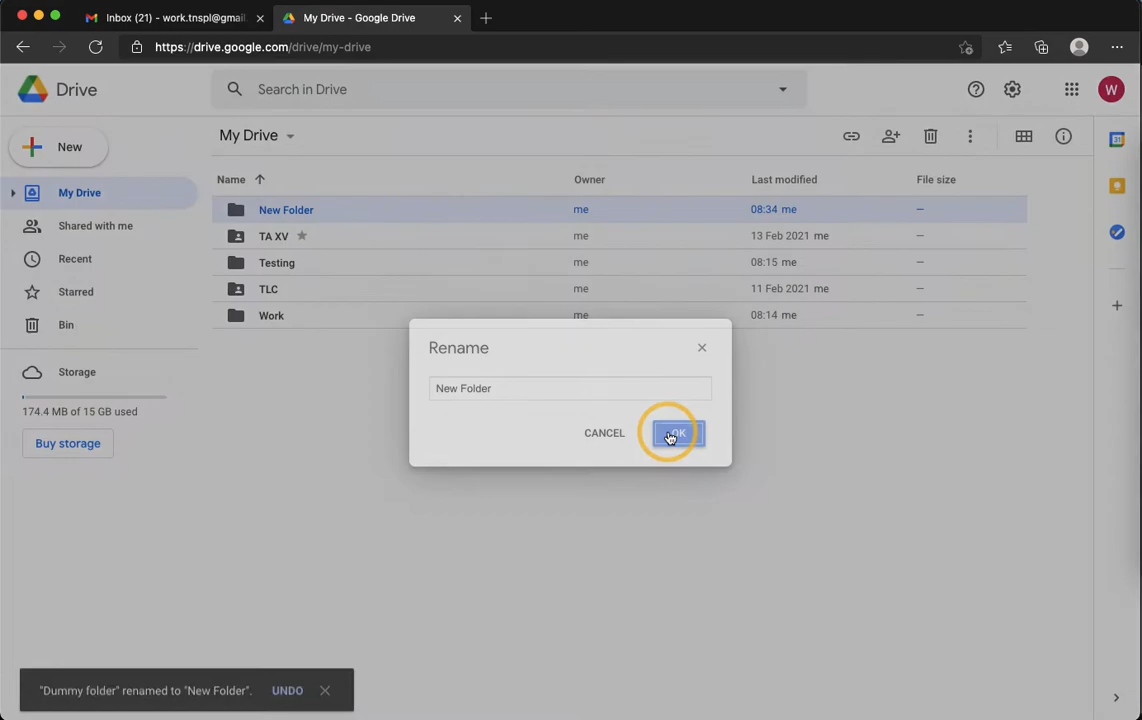 Inbox (21) - work.tnspl@gmail
My Drive - Google Drive
https://drive.google.com/drive/my-drive
Drive
Search in Drive
W
New
My Drive
Name
Owner
Last modified
File size
My Drive
New Folder
me
08:34 me
—
Shared with me
TA XV
me
13 Feb 2021 me
—
Recent
Testing
me
08:15 me
—
Starred
TLC
me
11 Feb 2021 me
—
Bin
Work
me
08:14 me
—
Storage
174.4 MB of 15 GB used
Buy storage
Rename
New Folder
CANCEL
OK
"Dummy folder" renamed to "New Folder".
UNDO
31